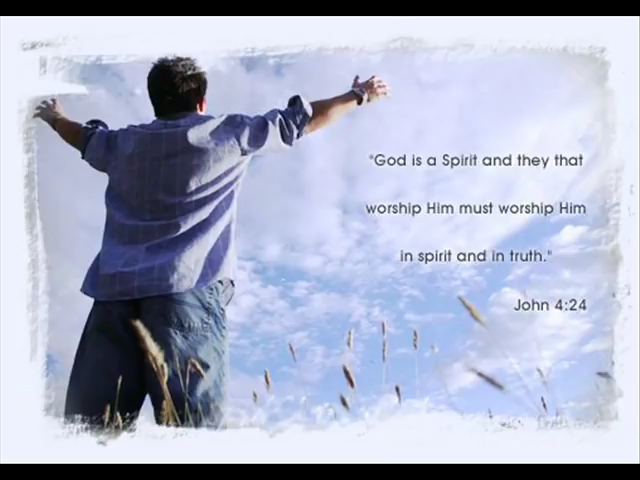 "God is a Spirit and they that
worship Him must worship Him
in spirit and in truth."
John 4:24